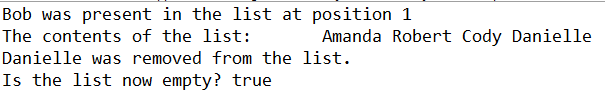 Bob was present in the list at position 1
The contents of the list:      Amanda Robert Cody Danielle
Danielle was removed from the list.
Is the list now empty? true